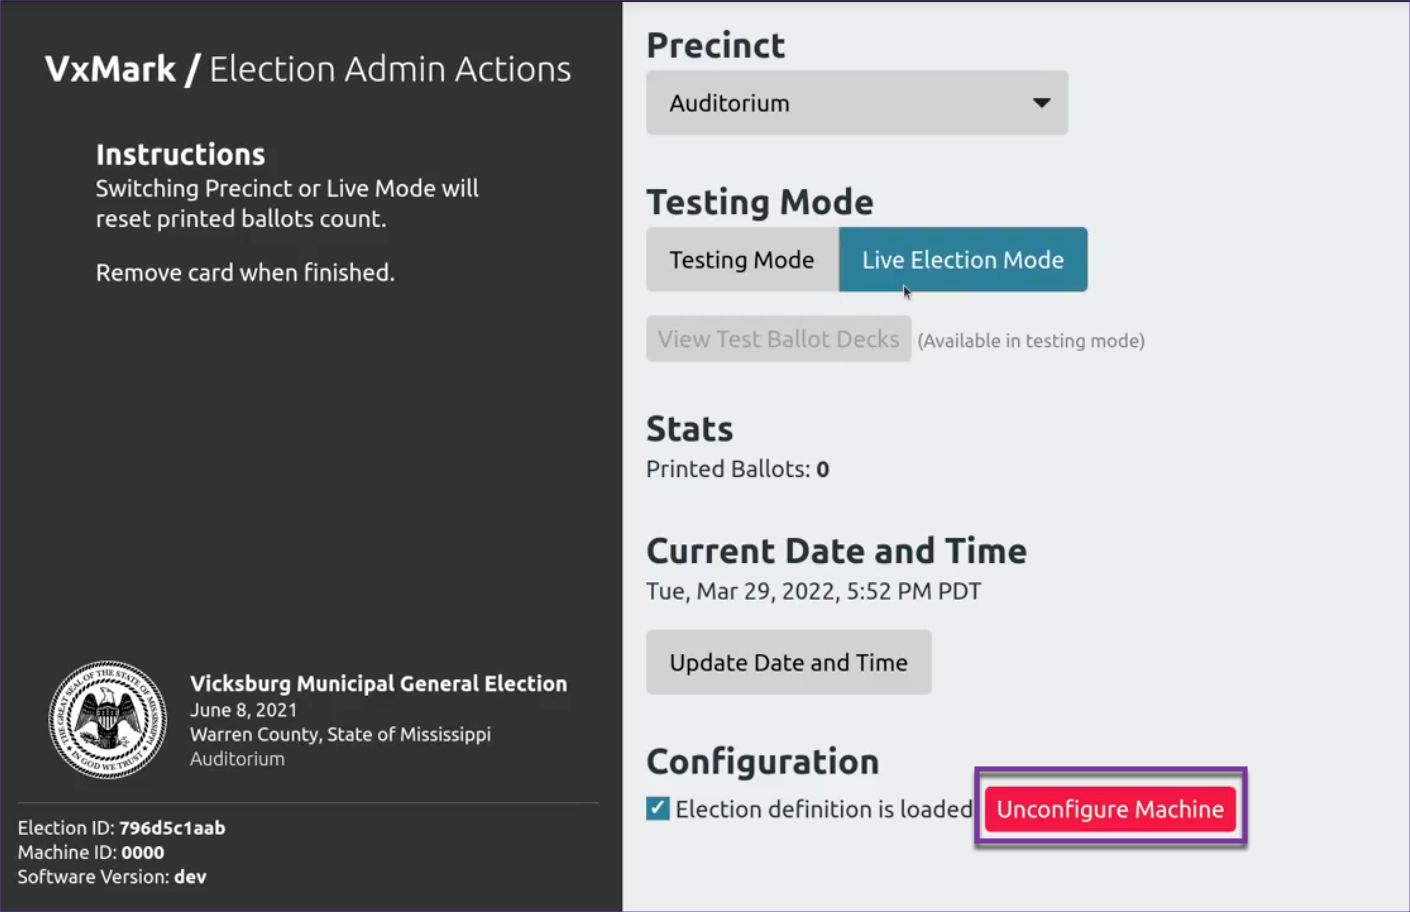 VxMark / Election Admin Actions
Instructions
Switching Precinct or Live Mode will
reset printed ballots count.
Remove card when finished.
THE GREAT SEAL OF THE STATE OF MISSISSIPPI
IN GOD WE TRUST
Vicksburg Municipal General Election
June 8, 2021
Warren County, State of Mississippi
Auditorium
Election ID: 796d5c1aab
Machine ID: 0000
Software Version: dev
Precinct
Auditorium
Testing Mode
Testing Mode Live Election Mode
View Test Ballot Decks (Available in testing mode)
Stats
Printed Ballots: 0
Current Date and Time
Tue, Mar 29, 2022, 5:52 PM PDT
Update Date and Time
Configuration
Election definition is loaded Unconfigure Machine